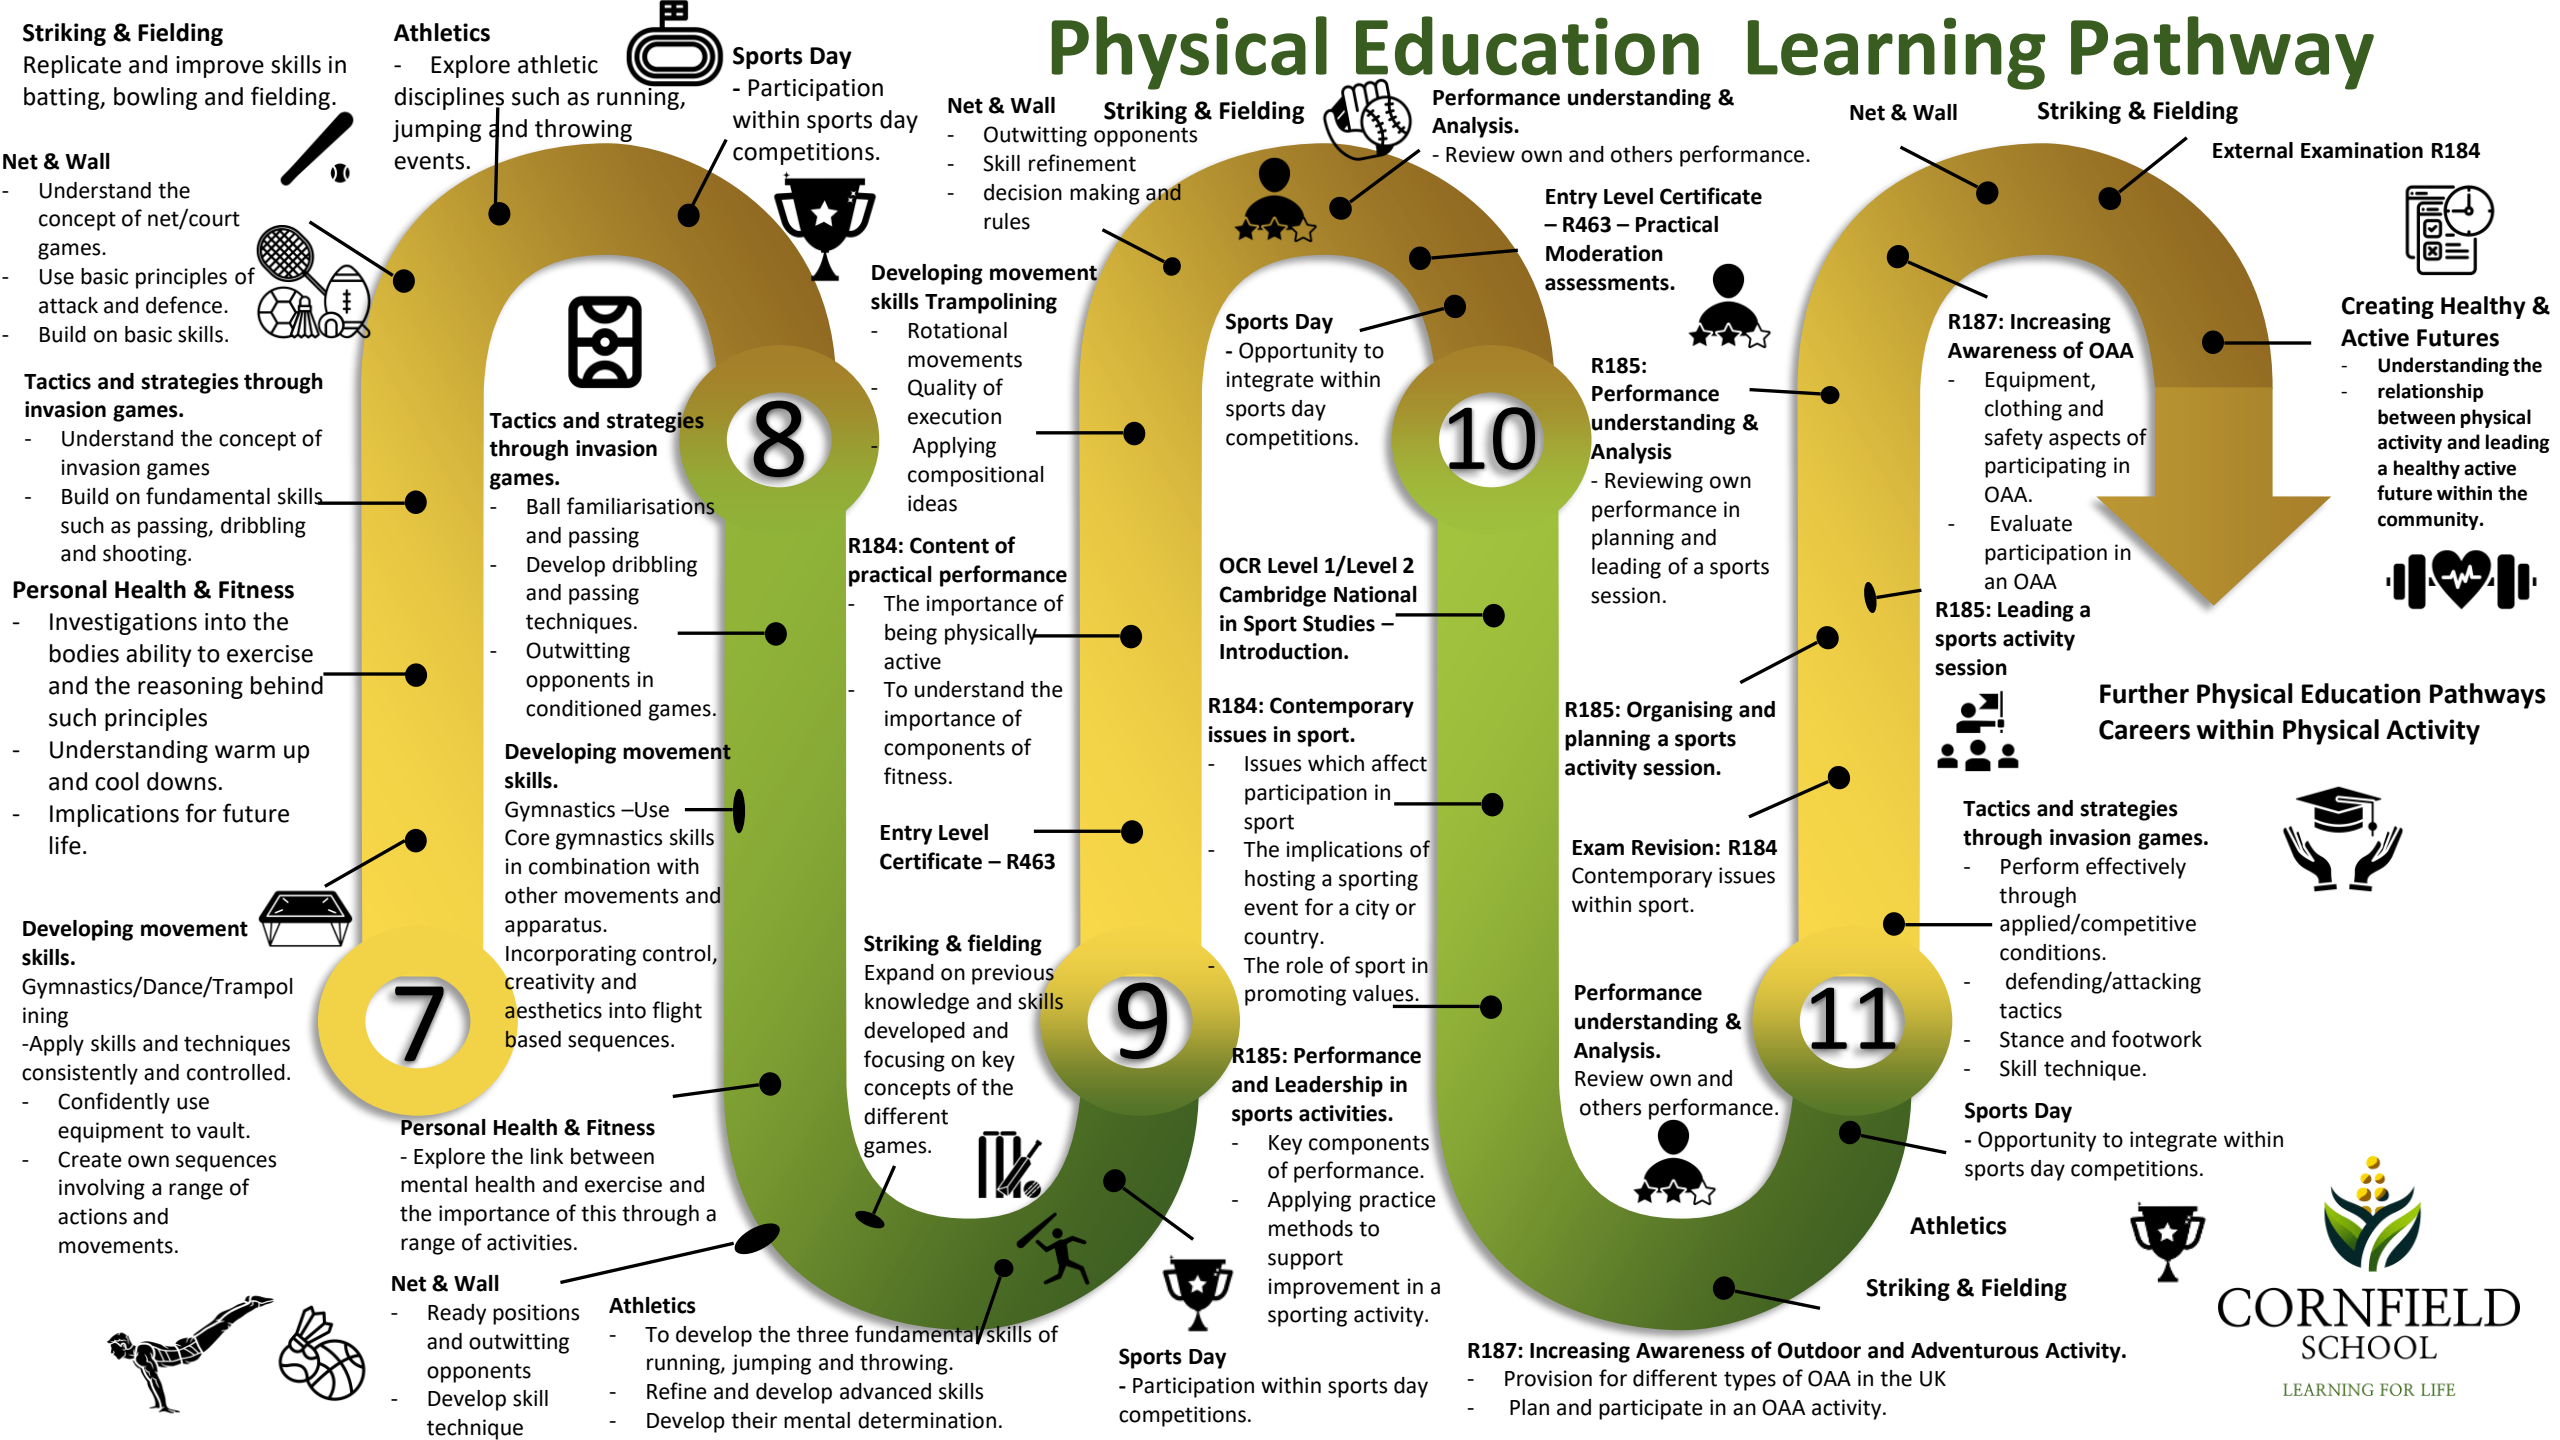 Physical Education Learning Pathway
Striking & Fielding
Replicate and improve skills in
batting, bowling and fielding.
Net & Wall
- Understand the
concept of net/court
games.
- Use basic principles of
attack and defence.
- Build on basic skills.
Tactics and strategies through
invasion games.
- Understand the concept of
invasion games
- Build on fundamental skills
such as passing, dribbling
and shooting.
Personal Health & Fitness
- Investigations into the
bodies ability to exercise
and the reasoning behind
such principles
- Understanding warm up
and cool downs.
- Implications for future
life.
Developing movement
skills.
Gymnastics/Dance/Trampol
ining
-Apply skills and techniques
consistently and controlled.
- Confidently use
equipment to vault.
- Create own sequences
involving a range of
actions and
movements.
7
Athletics
- Explore athletic
disciplines such as running,
jumping and throwing
events.
Sports Day
- Participation
within sports day
competitions.
8
Tactics and strategies
through invasion
games.
- Ball familiarisations
and passing
- Develop dribbling
and passing
techniques.
- Outwitting
opponents in
conditioned games.
Developing movement
skills.
Gymnastics –Use
Core gymnastics skills
in combination with
other movements and
apparatus.
Incorporating control,
creativity and
aesthetics into flight
based sequences.
Personal Health & Fitness
- Explore the link between
mental health and exercise and
the importance of this through a
range of activities.
Net & Wall
- Ready positions
and outwitting
opponents
- Develop skill
technique
Athletics
- To develop the three fundamental skills of
running, jumping and throwing.
- Refine and develop advanced skills
- Develop their mental determination.
Striking & fielding
Expand on previous
knowledge and skills
developed and
focusing on key
concepts of the
different
games.
Sports Day
- Participation within sports day
competitions.
9
Entry Level
Certificate – R463
R184: Content of
practical performance
- The importance of
being physically
active
- To understand the
importance of
components of
fitness.
Developing movement
skills Trampolining
- Rotational
movements
- Quality of
execution
- Applying
compositional
ideas
Net & Wall
- Outwitting opponents
- Skill refinement
- decision making and
rules
Striking & Fielding
Performance understanding &
Analysis.
- Review own and others performance.
Entry Level Certificate
– R463 – Practical
Moderation
assessments.
Sports Day
- Opportunity to
integrate within
sports day
competitions.
10
OCR Level 1/Level 2
Cambridge National
in Sport Studies –
Introduction.
R184: Contemporary
issues in sport.
- Issues which affect
participation in
sport
- The implications of
hosting a sporting
event for a city or
country.
- The role of sport in
promoting values.
R185: Performance
and Leadership in
sports activities.
- Key components
of performance.
- Applying practice
methods to
support
improvement in a
sporting activity.
R187: Increasing Awareness of Outdoor and Adventurous Activity.
- Provision for different types of OAA in the UK
- Plan and participate in an OAA activity.
Striking & Fielding
Athletics
Sports Day
- Opportunity to integrate within
sports day competitions.
Performance
understanding &
Analysis.
Review own and
others performance.
11
Tactics and strategies
through invasion games.
- Perform effectively
through
applied/competitive
conditions.
- defending/attacking
tactics
- Stance and footwork
- Skill technique.
Exam Revision: R184
Contemporary issues
within sport.
R185: Organising and
planning a sports
activity session.
R185: Leading a
sports activity
session
R185:
Performance
understanding &
Analysis
- Reviewing own
performance in
planning and
leading of a sports
session.
R187: Increasing
Awareness of OAA
- Equipment,
clothing and
safety aspects of
participating in
OAA.
- Evaluate
participation in
an OAA
Net & Wall
Striking & Fielding
External Examination R184
Creating Healthy &
Active Futures
- Understanding the
- relationship
between physical
activity and leading
a healthy active
future within the
community.
Further Physical Education Pathways
Careers within Physical Activity
CORNFIELD
SCHOOL
LEARNING FOR LIFE